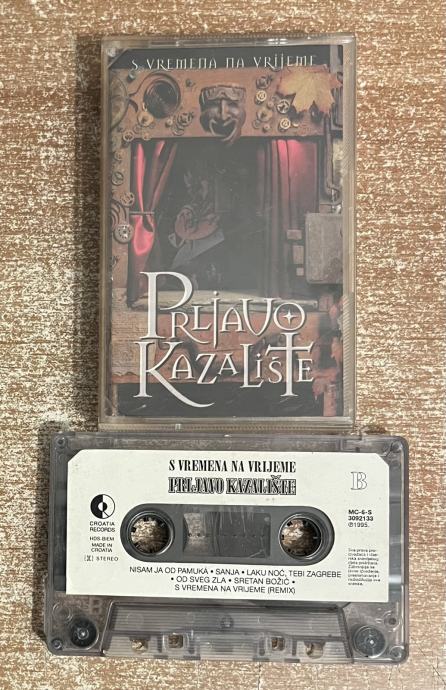 S VREMENA NA VRIJEME
PRLJAVO
KAZALIŠTE
S VREMENA NA VRIJEME
PRLJAVO KAZALIŠTE
B
CROATIA
RECORDS
HDS-BIEM
MADE IN
CROATIA
STEREO
MC-6-S
3092133
℗1995.
NISAM JA OD PAMUKA • SANJA • LAKU NOĆ, TEBI ZAGREBE
• OD SVEG ZLA • SRETAN BOŽIĆ •
S VREMENA NA VRIJEME (REMIX)